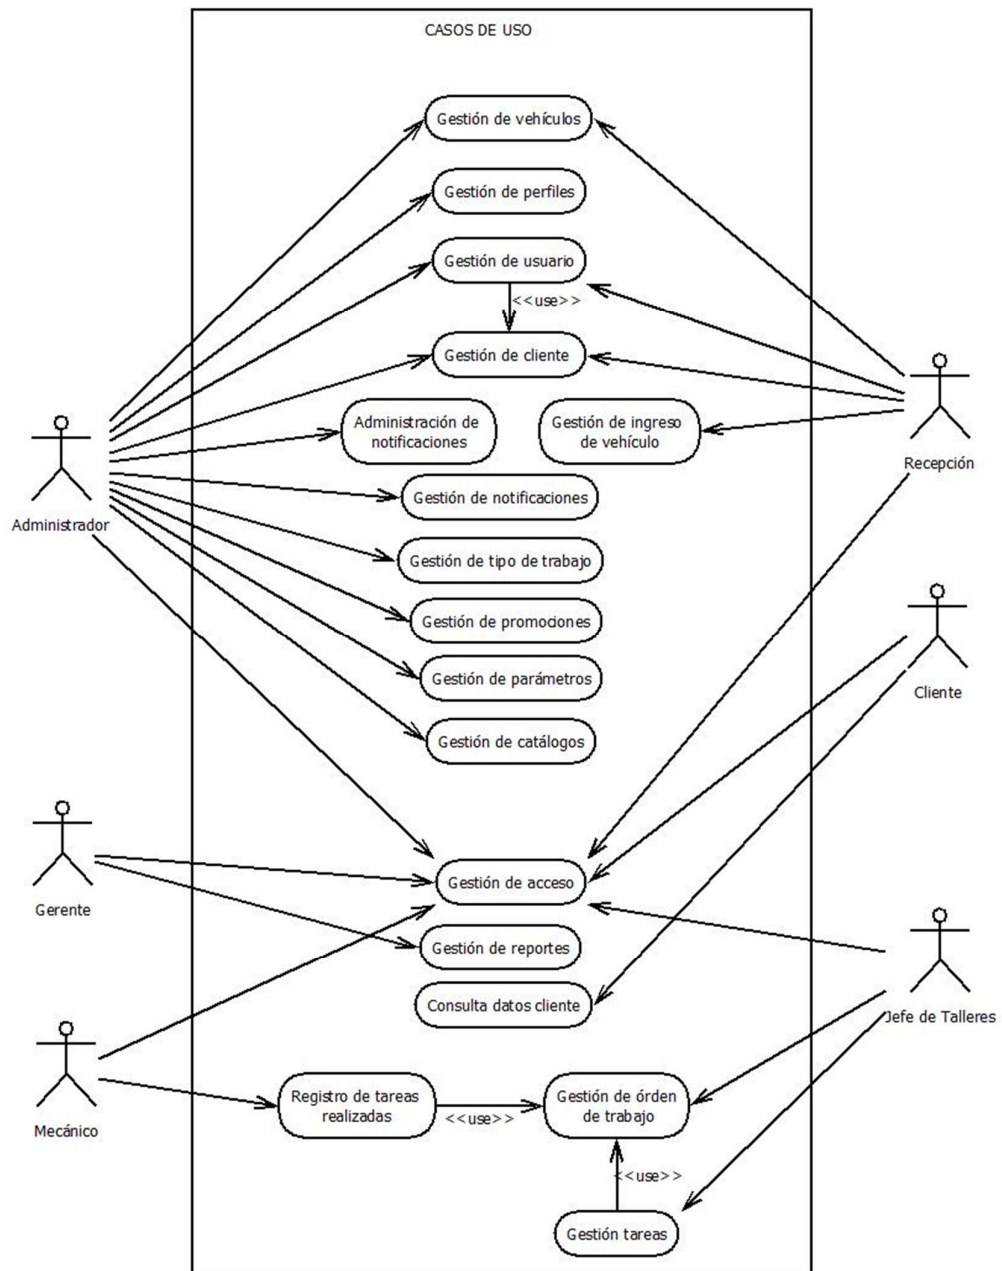 CASOS DE USO
Gestión de vehículos
Gestión de perfiles
Gestión de usuario
<<use>>
Gestión de cliente
Administración de
notificaciones
Gestión de ingreso
de vehículo
Recepción
Gestión de notificaciones
Administrador
Gestión de tipo de trabajo
Gestión de promociones
Gestión de parámetros
Cliente
Gestión de catálogos
Gestión de acceso
Gerente
Gestión de reportes
Consulta datos cliente
Jefe de Talleres
Registro de tareas
realizadas
<<use>>
Gestión de órden
de trabajo
Mecánico
<<use>>
Gestión tareas